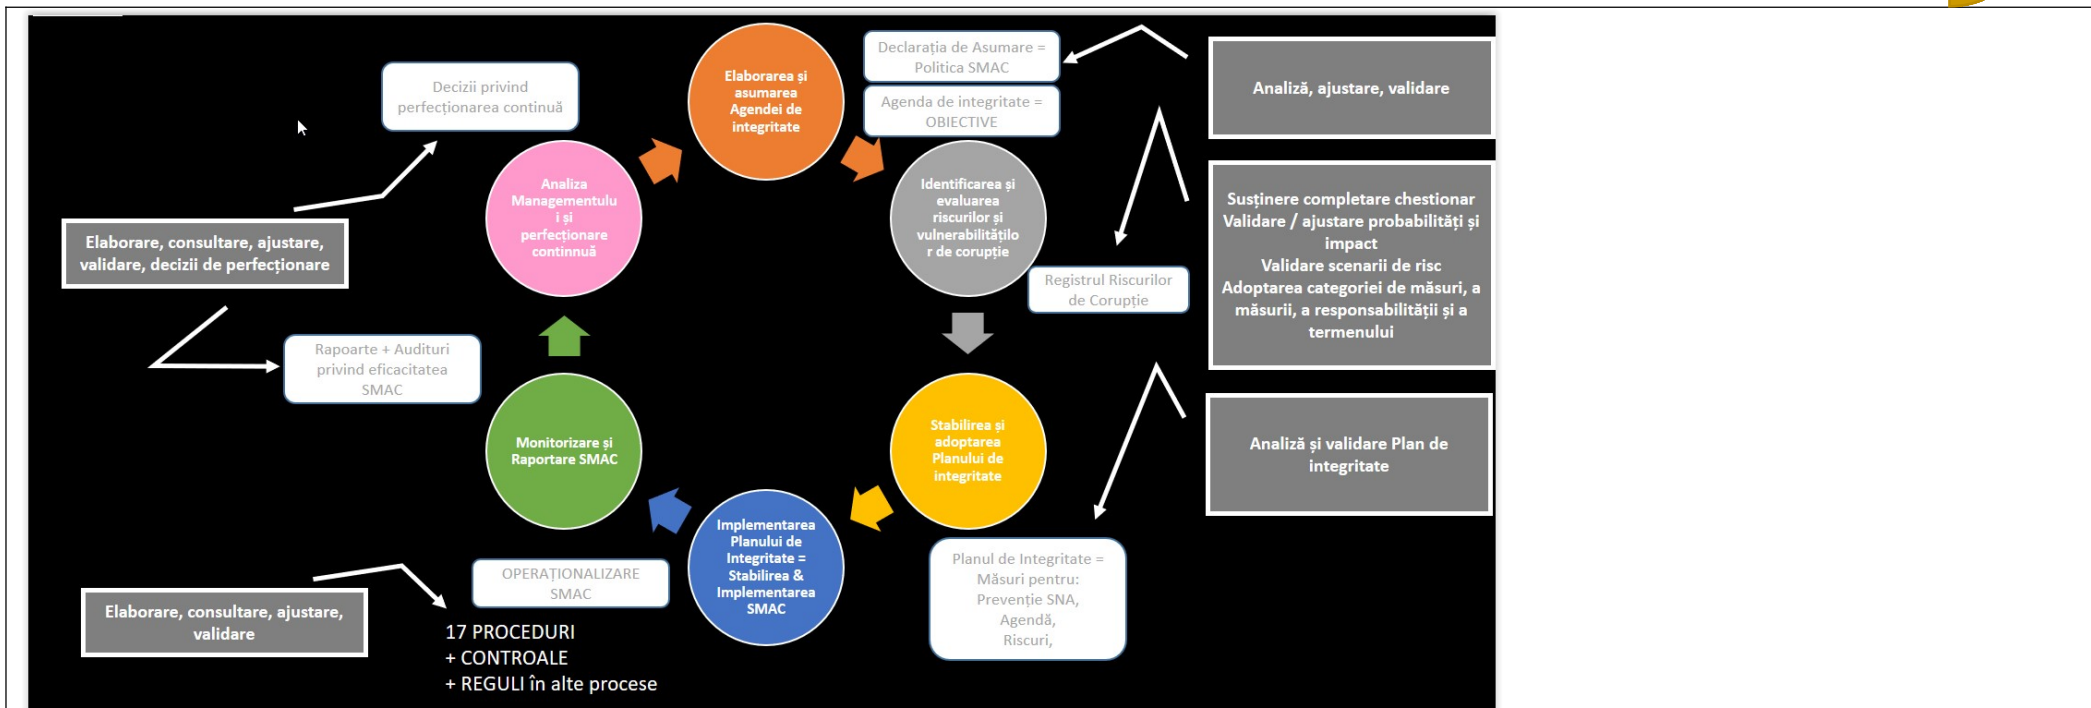 Elaborarea și
asumarea
Agendei de
integritate
Declarația de Asumare =
Politica SMAC
Agenda de integritate =
OBIECTIVE
Analiză, ajustare, validare
Decizii privind
perfecționarea continuă
Analiza
Managementulu
i și
perfecționare
continnuă
Identificarea și
evaluarea
riscurilor și
vulnerabilitățilo
r de corupție
Susținere completare chestionar
Validare / ajustare probabilități și
impact
Validare scenarii de risc
Adoptarea categoriei de măsuri, a
măsurii, a responsabilității și a
termenului
Elaborare, consultare, ajustare,
validare, decizii de perfecționare
Registrul Riscurilor
de Corupție
Rapoarte + Audituri
privind eficacitatea
SMAC
Monitorizare și
Raportare SMAC
Stabilirea și
adoptarea
Planului de
integritate
Analiză și validare Plan de
integritate
Implementarea
Planului de
Integritate =
Stabilirea &
Implementarea
SMAC
OPERAȚIONALIZARE
SMAC
Planul de Integritate =
Măsuri pentru:
Prevenție SNA,
Agendă,
Riscuri,
Elaborare, consultare, ajustare,
validare
17 PROCEDURI
+ CONTROALE
+ REGULI în alte procese